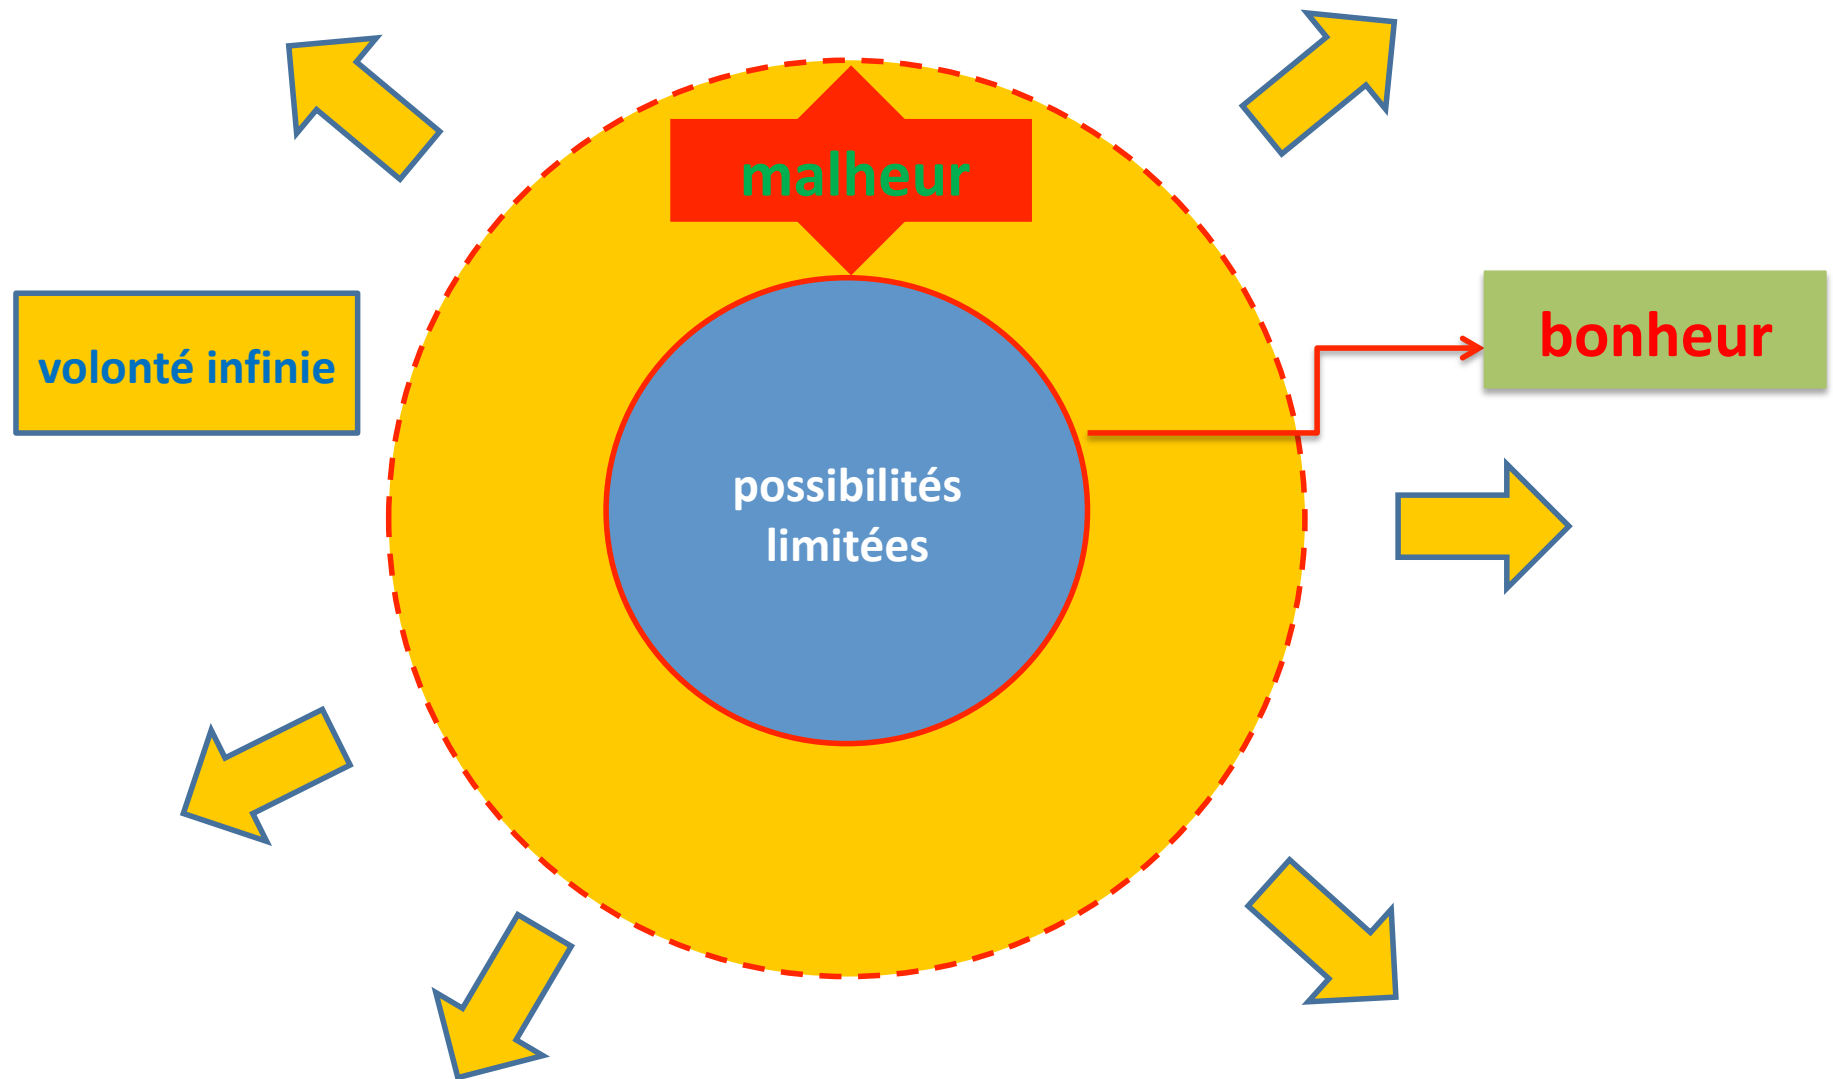 malheur
volonté infinie
bonheur
possibilités
limitées